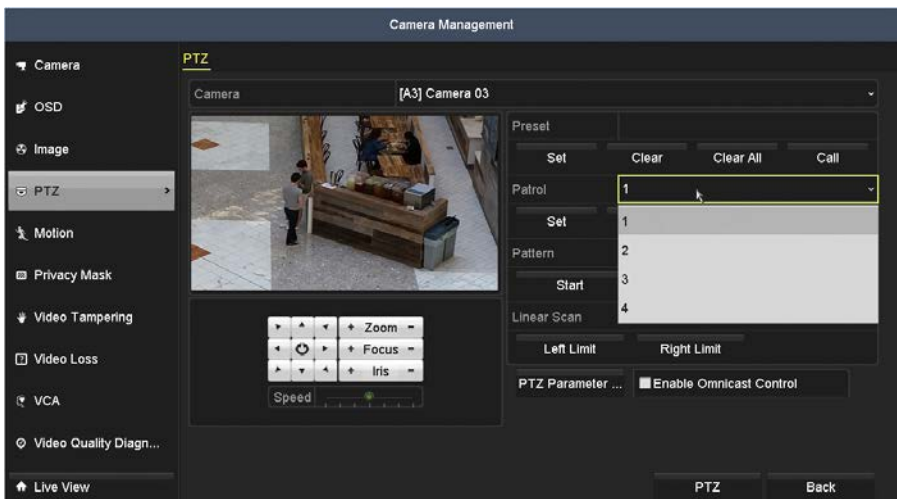 Camera Management
Camera
OSD
Image
PTZ
Motion
Privacy Mask
Video Tampering
Video Loss
VCA
Video Quality Diagn...
Live View
PTZ
Camera [A3] Camera 03
Preset
Set Clear Clear All Call
Patrol 1
Set 1
2
Pattern
Start 3
4
Linear Scan
Left Limit Right Limit
PTZ Parameter ... Enable Omnicast Control
+ Zoom -
+ Focus -
+ Iris -
Speed
PTZ Back